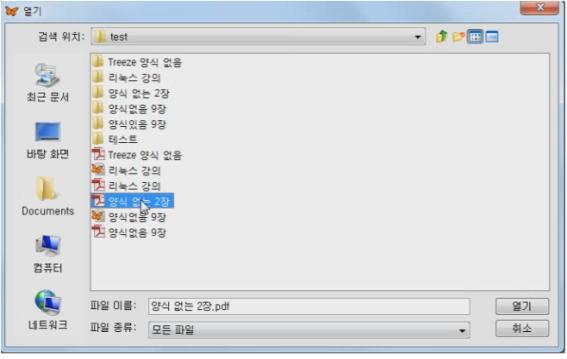 열기
검색 위치: test
최근 문서
바탕 화면
Documents
컴퓨터
네트워크
Treeze 양식 없음
리눅스 강의
양식 없는 2장
양식없음 9장
양식있음 9장
테스트
Treeze 양식 없음
리눅스 강의
리눅스 강의
양식 없는 2장
양식없음 9장
양식없음 9장
파일 이름: 양식 없는 2장.pdf 열기
파일 종류: 모든 파일 취소